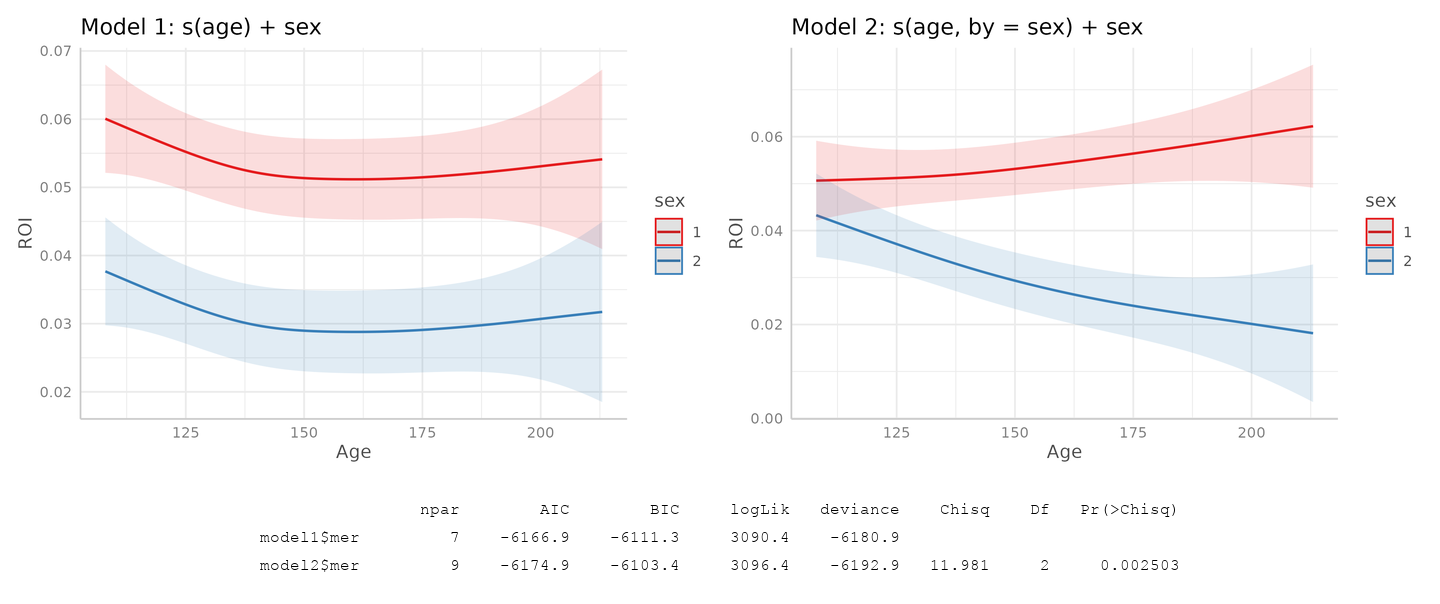 Model 1: s(age) + sex
Model 2: s(age, by = sex) + sex
0.07
0.06
0.05
0.04
0.03
0.02
ROI
125 150 175 200
Age
sex
1
2
0.06
0.04
0.02
0.00
ROI
125 150 175 200
Age
sex
1
2
npar AIC BIC logLik deviance Chisq Df Pr(>Chisq)
model1$mer 7 -6166.9 -6111.3 3090.4 -6180.9
model2$mer 9 -6174.9 -6103.4 3096.4 -6192.9 11.981 2 0.002503